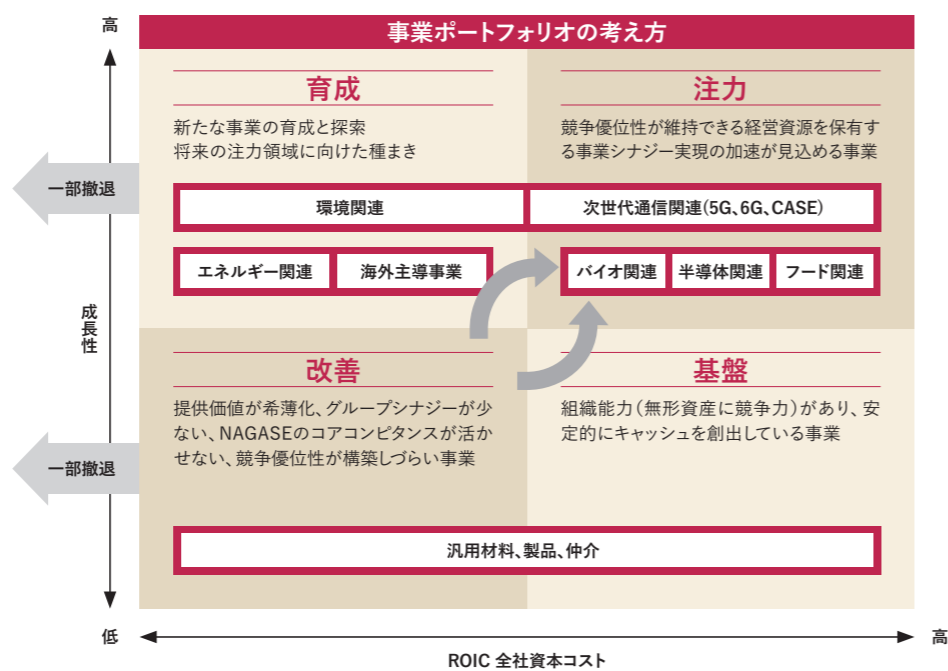 高
事業ポートフォリオの考え方
育成
新たな事業の育成と探索
将来の注力領域に向けた種まき
注力
競争優位性が維持できる経営資源を保有す
る事業シナジー実現の加速が見込める事業
一部撤退
環境関連
次世代通信関連(5G、6G、CASE)
エネルギー関連
海外主導事業
バイオ関連
半導体関連
フード関連
成長性
改善
提供価値が希薄化、グループシナジーが少
ない、NAGASEのコアコンピタンスが活か
せない、競争優位性が構築しづらい事業
基盤
組織能力(無形資産に競争力)があり、安
定的にキャッシュを創出している事業
一部撤退
汎用材料、製品、仲介
低
高
ROIC 全社資本コスト